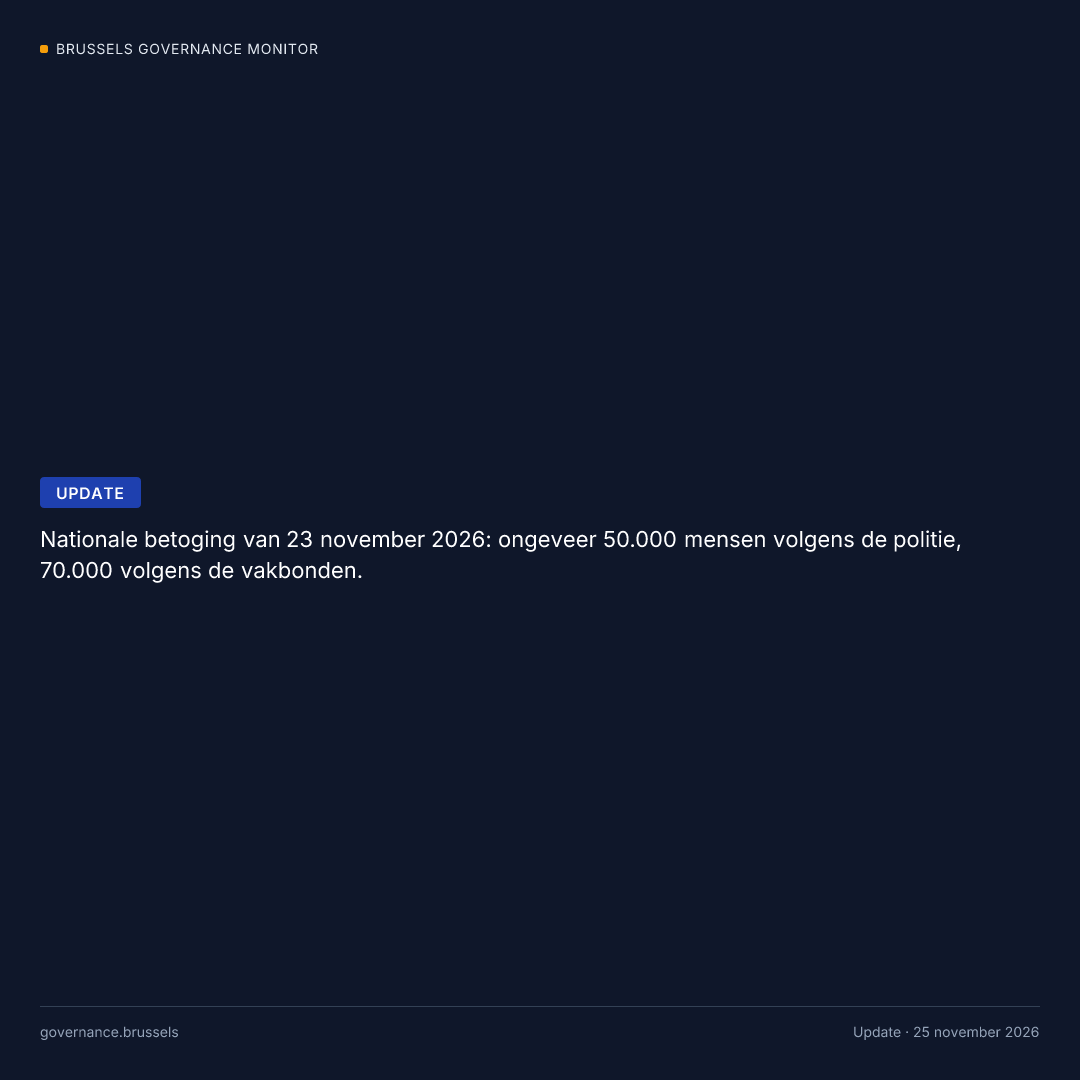 BRUSSELS GOVERNANCE MONITOR
UPDATE
Nationale betoging van 23 november 2026: ongeveer 50.000 mensen volgens de politie,
70.000 volgens de vakbonden.
governance.brussels
Update · 25 november 2026